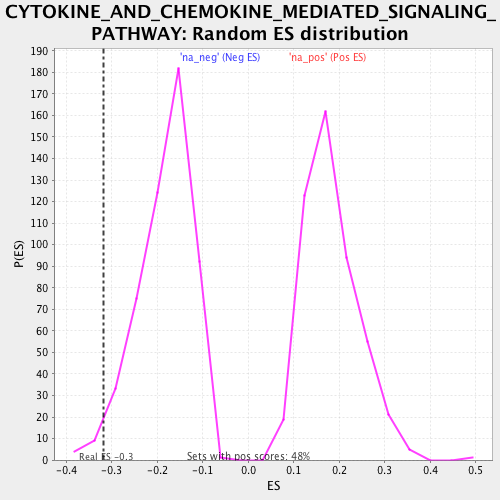 CYTOKINE_AND_CHEMOKINE_MEDIATED_SIGNALING_
PATHWAY: Random ES distribution
'na_neg' (Neg ES) 'na_pos' (Pos ES)
190
180
170
160
150
140
130
120
110
100
90
80
70
60
50
40
30
20
10
0
P(ES)
Real ES -0.3 Sets with pos scores: 48%
-0.4 -0.3 -0.2 -0.1 0.0 0.1 0.2 0.3 0.4 0.5
ES